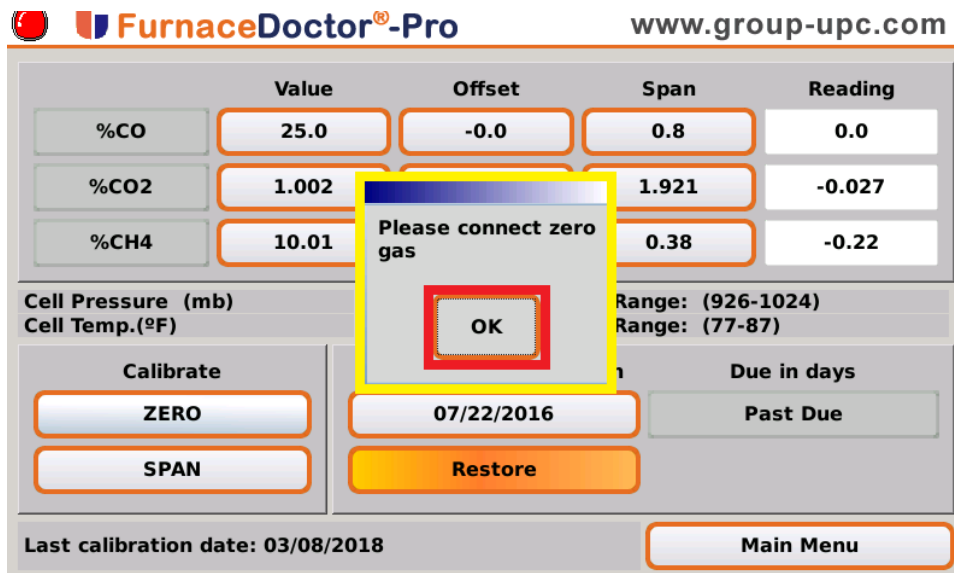 FurnaceDoctor®-Pro www.group-upc.com
Value Offset Span Reading
%CO 25.0 -0.0 0.8 0.0
%CO2 1.002 1.921 -0.027
%CH4 10.01 0.38 -0.22
Please connect zero
gas
OK
Cell Pressure (mb) Range: (926-1024)
Cell Temp.(ºF) Range: (77-87)
Calibrate Due in days
ZERO 07/22/2016 Past Due
SPAN Restore
Last calibration date: 03/08/2018 Main Menu